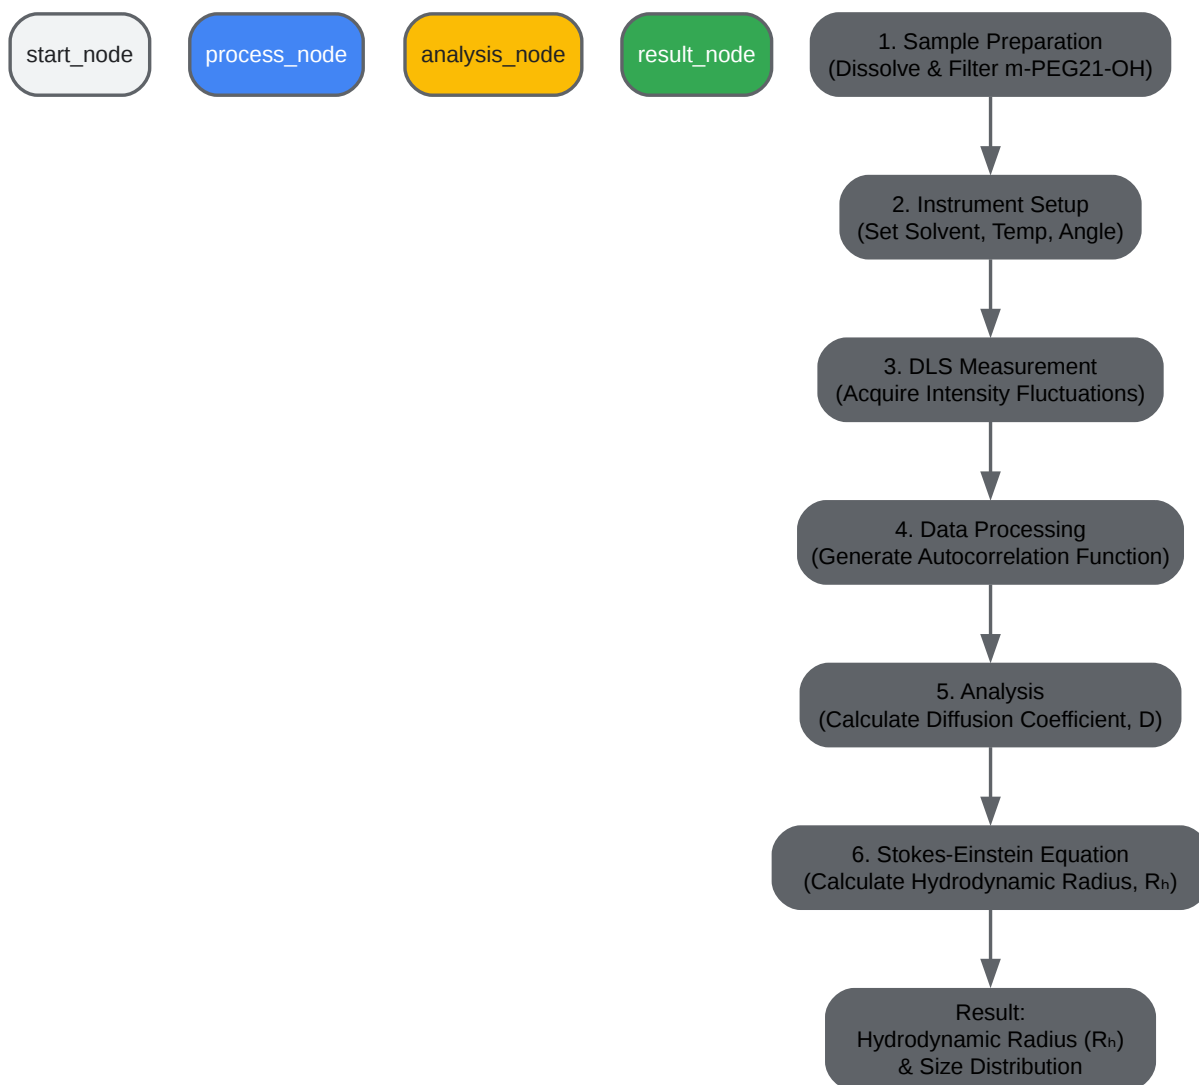 start_node
process_node
analysis_node
result_node
1. Sample Preparation
(Dissolve & Filter m-PEG21-OH)
2. Instrument Setup
(Set Solvent, Temp, Angle)
3. DLS Measurement
(Acquire Intensity Fluctuations)
4. Data Processing
(Generate Autocorrelation Function)
5. Analysis
(Calculate Diffusion Coefficient, D)
6. Stokes-Einstein Equation
(Calculate Hydrodynamic Radius, Rₕ)
Result:
Hydrodynamic Radius (Rₕ)
& Size Distribution